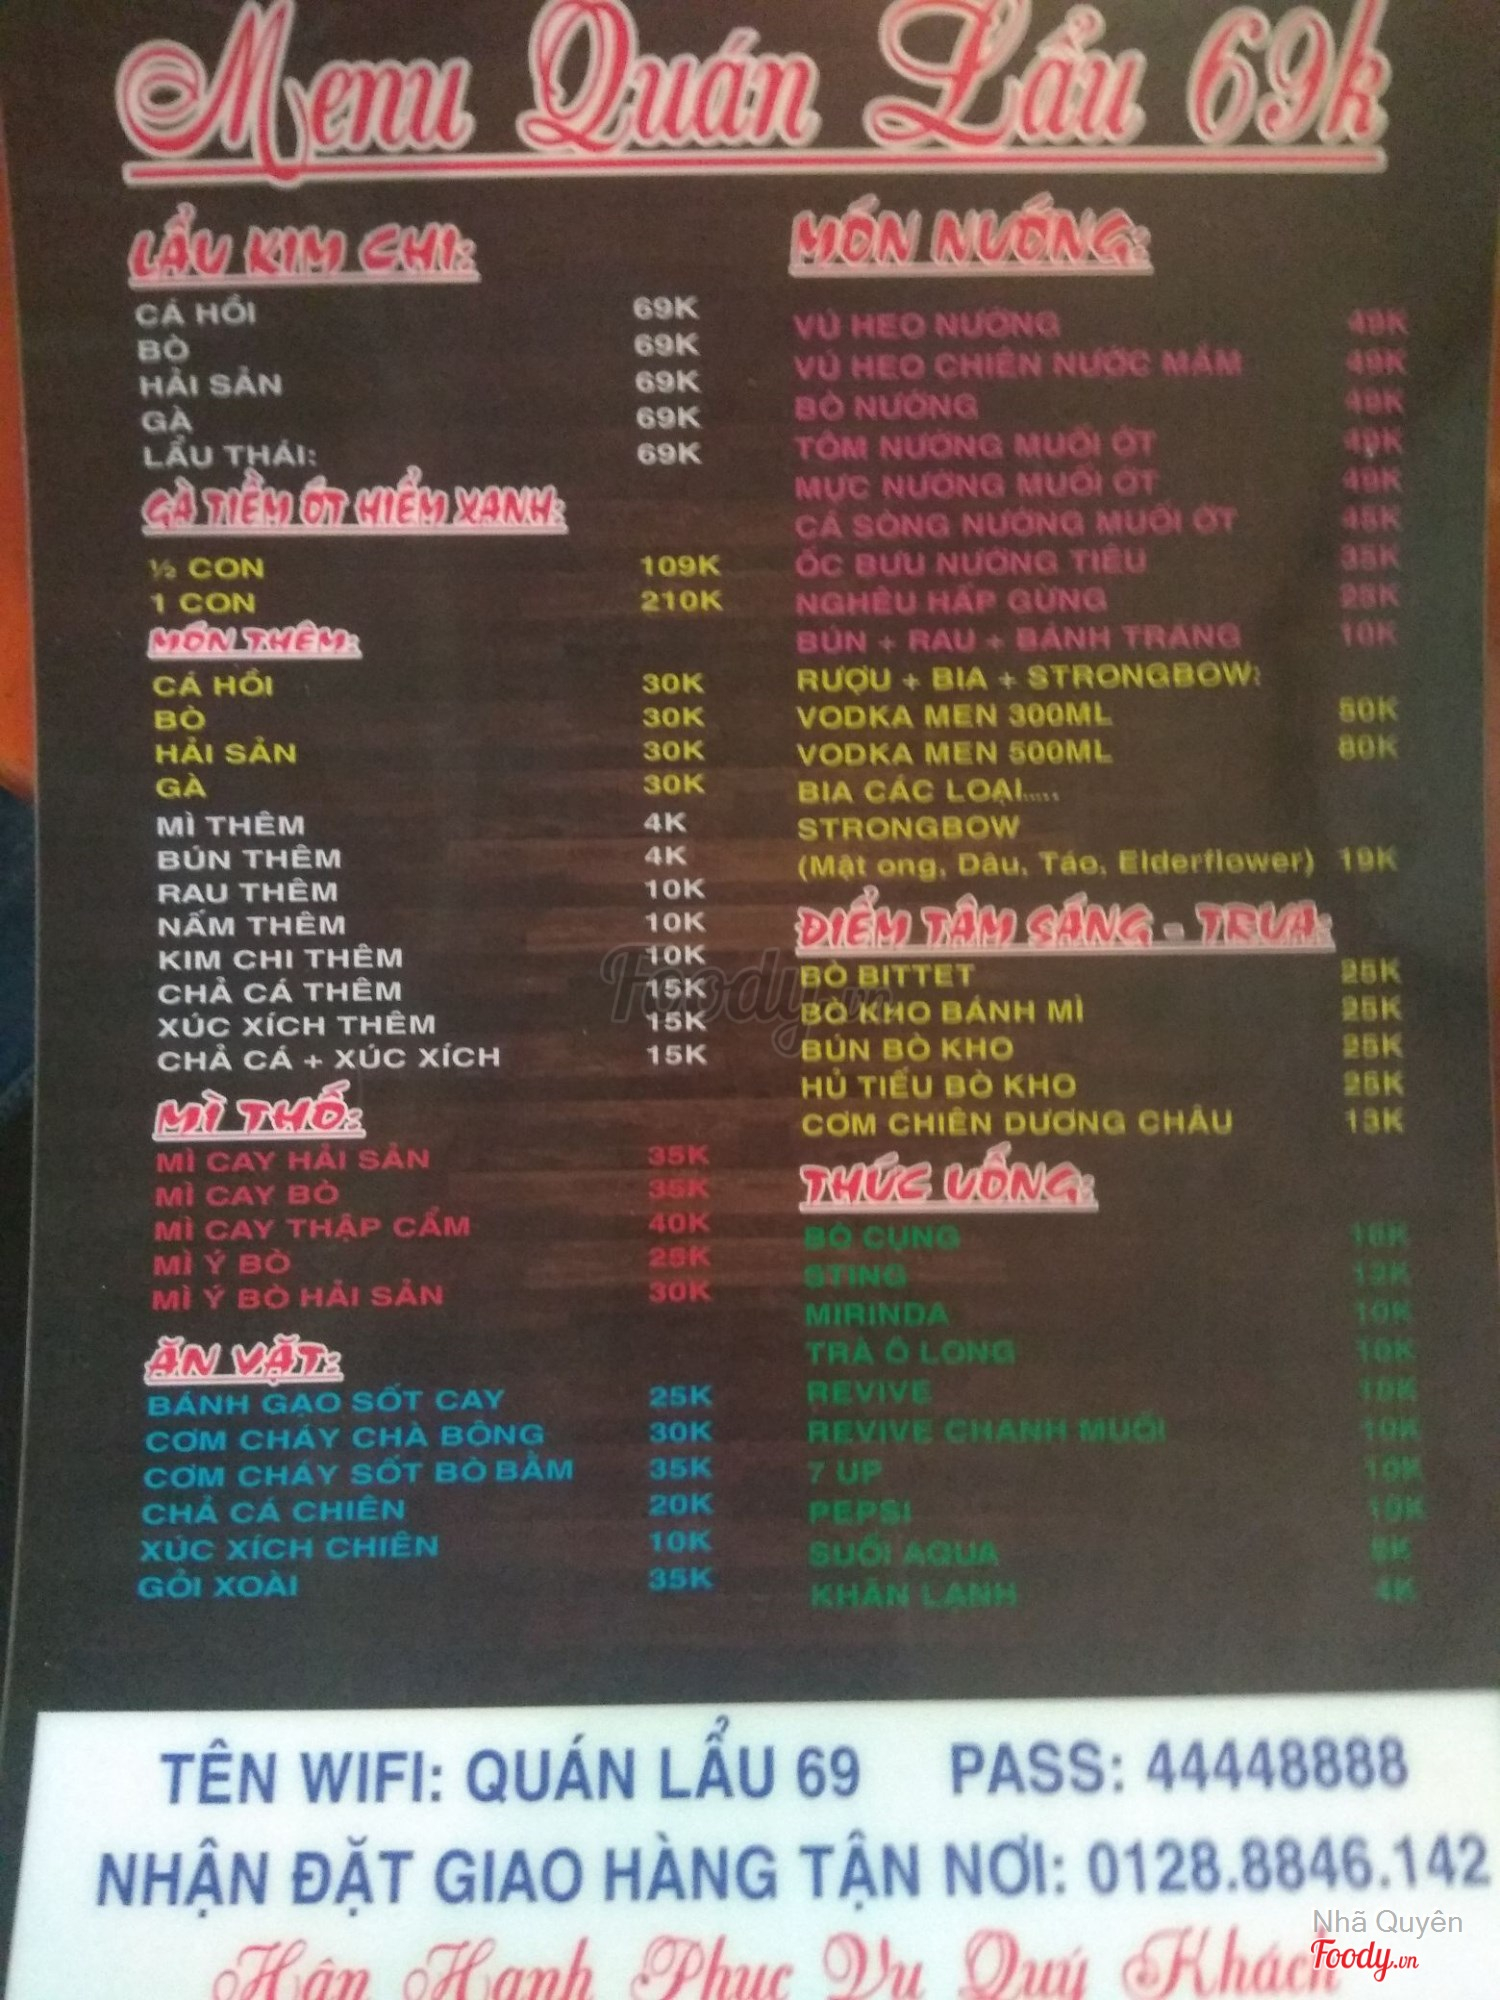 Menu Quán Lẩu 69k
LẨU KIM CHI:
CÁ HỒI 69K
BÒ 69K
HẢI SẢN 69K
GÀ 69K
LẨU THÁI: 69K
GÀ TIỀM ỚT HIỂM XANH:
½ CON 109K
1 CON 210K
MÓN THÊM:
CÁ HỒI 30K
BÒ 30K
HẢI SẢN 30K
GÀ 30K
MÌ THÊM 4K
BÚN THÊM 4K
RAU THÊM 10K
NẤM THÊM 10K
KIM CHI THÊM 10K
CHẢ CÁ THÊM 15K
XÚC XÍCH THÊM 15K
CHẢ CÁ + XÚC XÍCH 15K
MÌ THỐ:
MÌ CAY HẢI SẢN 35K
MÌ CAY BÒ 35K
MÌ CAY THẬP CẨM 40K
MÌ Ý BÒ 25K
MÌ Ý BÒ HẢI SẢN 30K
ĂN VẶT:
BÁNH GẠO SỐT CAY 25K
CƠM CHÁY CHÀ BÔNG 30K
CƠM CHÁY SỐT BÒ BẰM 35K
CHẢ CÁ CHIÊN 20K
XÚC XÍCH CHIÊN 10K
GỎI XOÀI 35K
MÓN NƯỚNG:
VÚ HEO NƯỚNG 49K
VÚ HEO CHIÊN NƯỚC MẮM 49K
BÒ NƯỚNG 49K
TÔM NƯỚNG MUỐI ỚT 49K
MỰC NƯỚNG MUỐI ỚT 49K
CÁ SÒNG NƯỚNG MUỐI ỚT 45K
ỐC BƯU NƯỚNG TIÊU 35K
NGHÊU HẤP GỪNG 25K
BÚN + RAU + BÁNH TRÁNG 10K
RƯỢU + BIA + STRONGBOW:
VODKA MEN 300ML 50K
VODKA MEN 500ML 80K
BIA CÁC LOẠI.....
STRONGBOW
(Mật ong, Dâu, Táo, Elderflower) 19K
ĐIỂM TÂM SÁNG - TRƯA:
BÒ BITTET 25K
BÒ KHO BÁNH MÌ 25K
BÚN BÒ KHO 25K
HỦ TIẾU BÒ KHO 25K
CƠM CHIÊN DƯƠNG CHÂU 13K
THỨC UỐNG:
BÒ CỤNG
STING 12K
MIRINDA 10K
TRÀ Ô LONG 10K
REVIVE 10K
REVIVE CHANH MUỐI 10K
7 UP 10K
PEPSI 10K
SUỐI AQUA
KHĂN LẠNH 4K
Foody.vn
TÊN WIFI: QUÁN LẨU 69 PASS: 44448888
NHẬN ĐẶT GIAO HÀNG TẬN NƠI: 0128.8846.142
Hân Hạnh Phục Vụ Quý Khách
Nhã Quyên
Foody.vn